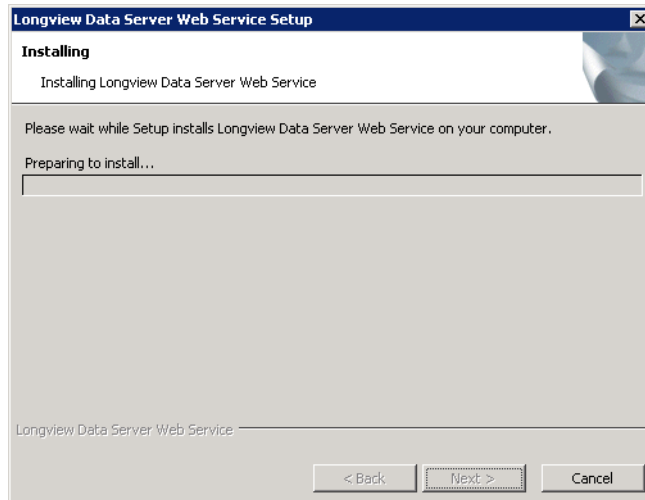 Longview Data Server Web Service Setup
Installing
Installing Longview Data Server Web Service
Please wait while Setup installs Longview Data Server Web Service on your computer.
Preparing to install...
Longview Data Server Web Service
< Back Next > Cancel